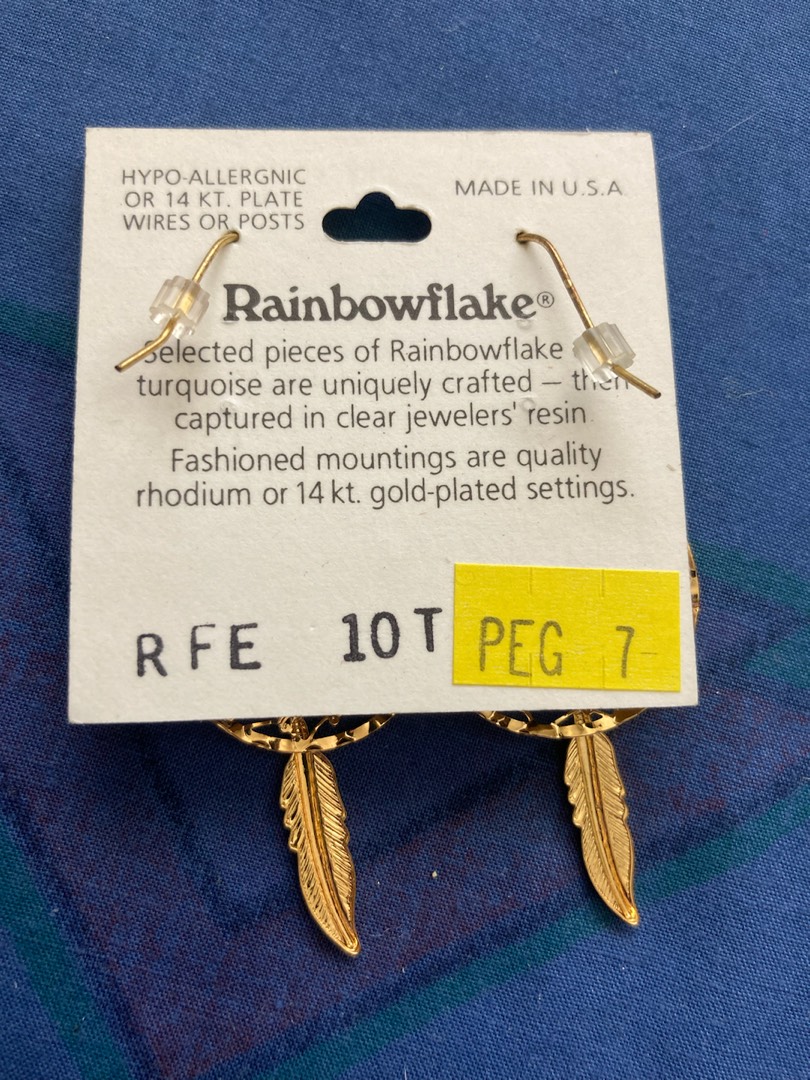 HYPO-ALLERGNIC
OR 14 KT. PLATE
WIRES OR POSTS
MADE IN U.S.A
Rainbowflake®
Selected pieces of Rainbowflake
turquoise are uniquely crafted – then
captured in clear jewelers' resin
Fashioned mountings are quality
rhodium or 14 kt. gold-plated settings.
RFE 10T
PEG 7-